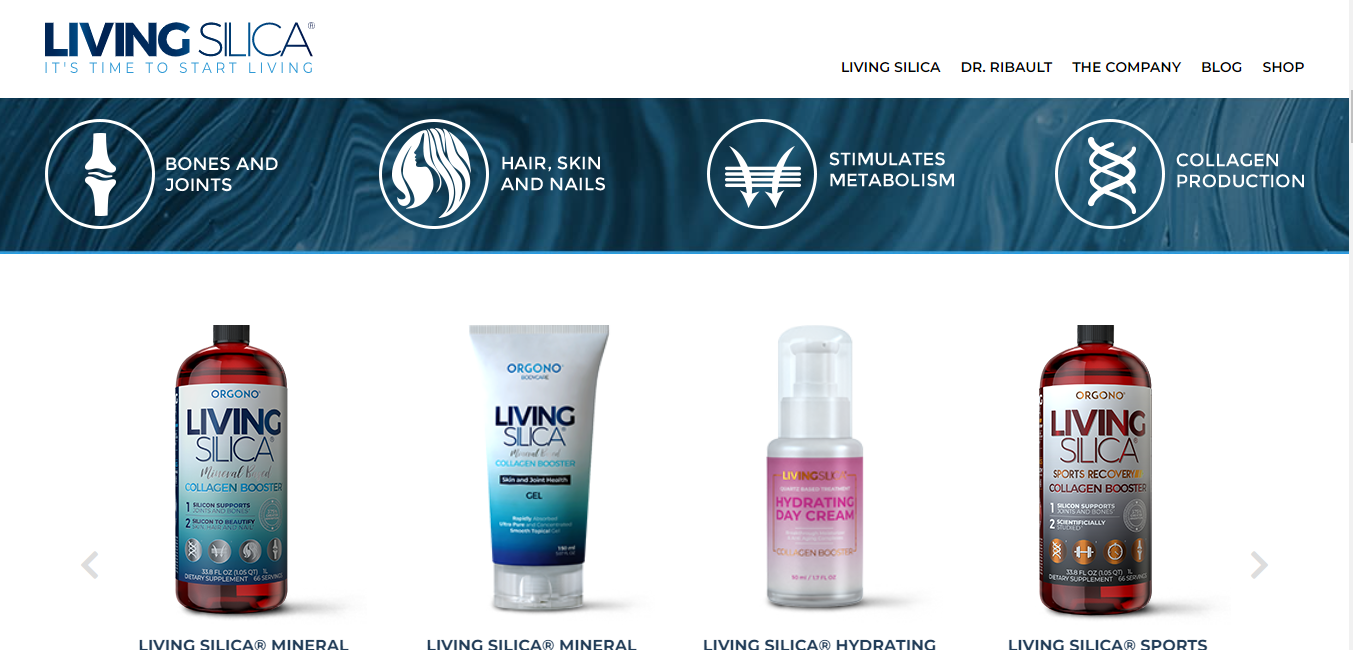 LIVING SILICA®
IT'S TIME TO START LIVING
LIVING SILICA DR. RIBAULT THE COMPANY BLOG SHOP
BONES AND
JOINTS
HAIR, SKIN
AND NAILS
STIMULATES
METABOLISM
COLLAGEN
PRODUCTION
ORGONO®
LIVING
SILICA®
Mineral Based
COLLAGEN BOOSTER
1 SILICON SUPPORTS
JOINTS AND BONES
2 SILICON TO BEAUTIFY
SKIN, HAIR AND NAIL
33.8 FL OZ (1.05 QT) 1L
DIETARY SUPPLEMENT 66 SERVINGS
ORGONO®
BODYCARE
LIVING
SILICA®
Mineral Based
COLLAGEN BOOSTER
Skin and Joint Health
GEL
Rapidly Absorbed
Ultra Pure and Concentrated
Smooth Topical Gel
150 ml
LIVINGSILICA
QUARTZ BASED TREATMENT
HYDRATING
DAY CREAM
COLLAGEN BOOSTER
50 ml / 1.7 FL OZ
ORGONO®
LIVING
SILICA®
SPORTS RECOVERY
COLLAGEN BOOSTER
1 SILICON SUPPORTS
JOINTS AND BONES
2 SCIENTIFICIALLY
STUDIED
33.8 FL OZ (1.05 QT) 1L
DIETARY SUPPLEMENT 66 SERVINGS
LIVING SILICA® MINERAL
LIVING SILICA® MINERAL
LIVING SILICA® HYDRATING
LIVING SILICA® SPORTS